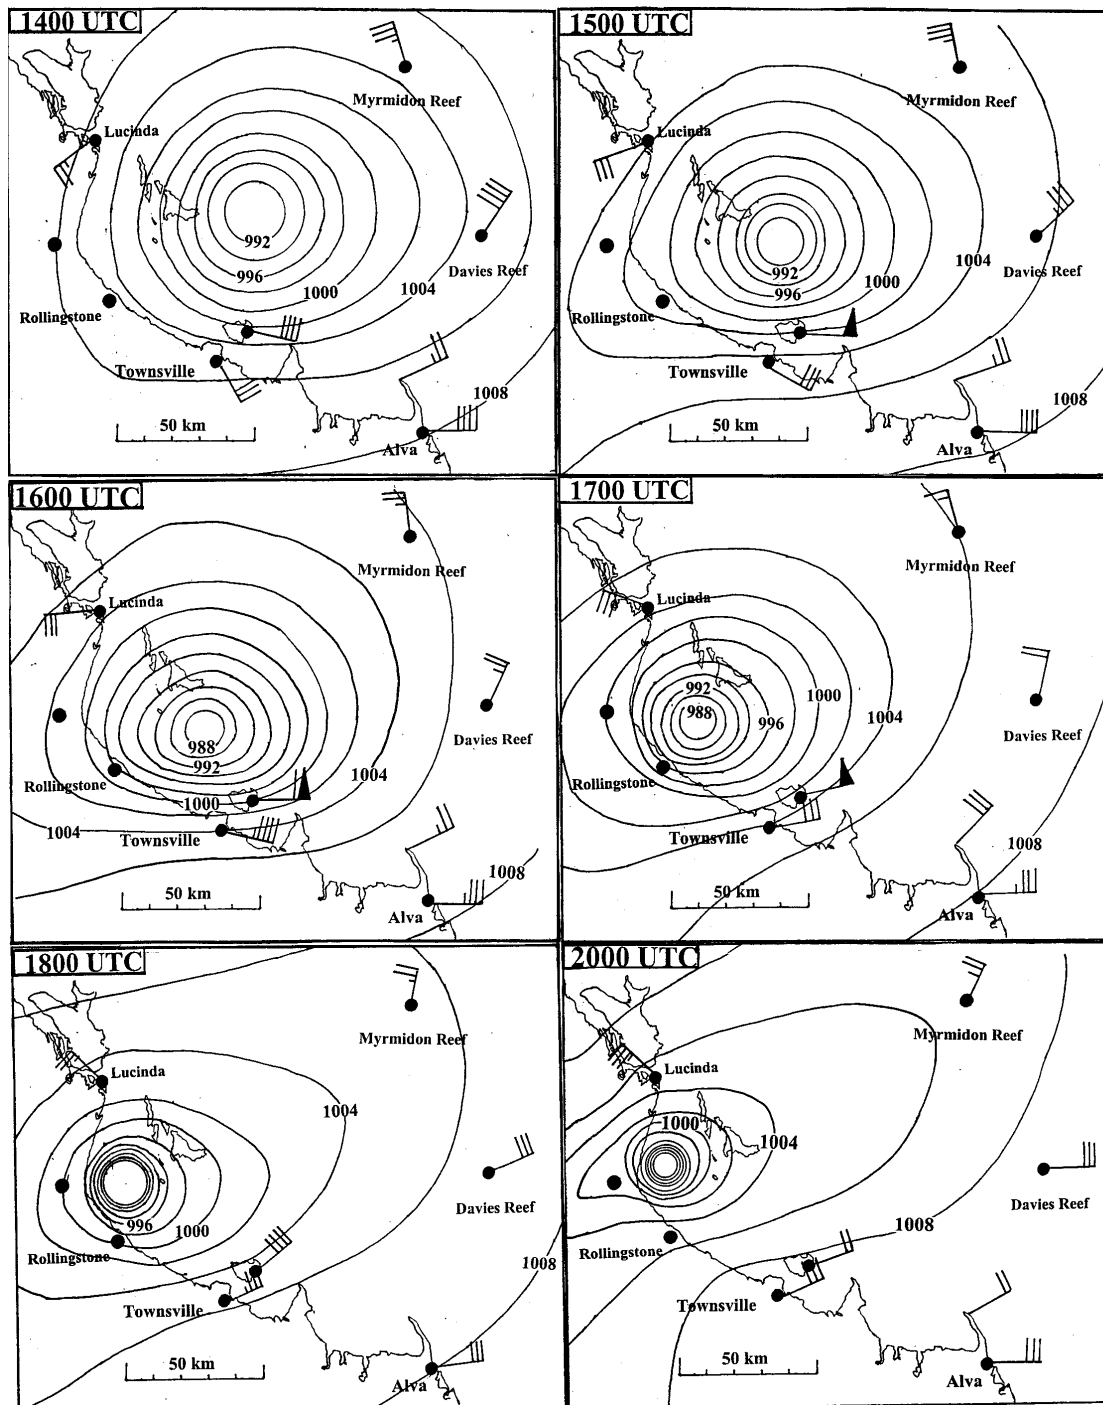 1400 UTC
Myrmidon Reef
Lucinda
992
996
1000
1004
Davies Reef
Rollingstone
Townsville
1008
50 km
Alva
1500 UTC
Myrmidon Reef
Lucinda
992
996
1000
1004
Davies Reef
Rollingstone
Townsville
1008
50 km
Alva
1600 UTC
Myrmidon Reef
Lucinda
988
992
1000
1004
1004
Davies Reef
Rollingstone
Townsville
1008
50 km
Alva
1700 UTC
Myrmidon Reef
Lucinda
992
988
996
1000
1004
Rollingstone
Davies Reef
Townsville
1008
50 km
Alva
1800 UTC
Myrmidon Reef
Lucinda
1004
996
1000
Davies Reef
Rollingstone
1008
Townsville
50 km
Alva
2000 UTC
Myrmidon Reef
Lucinda
1000
1004
Davies Reef
1008
Rollingstone
Townsville
50 km
Alva